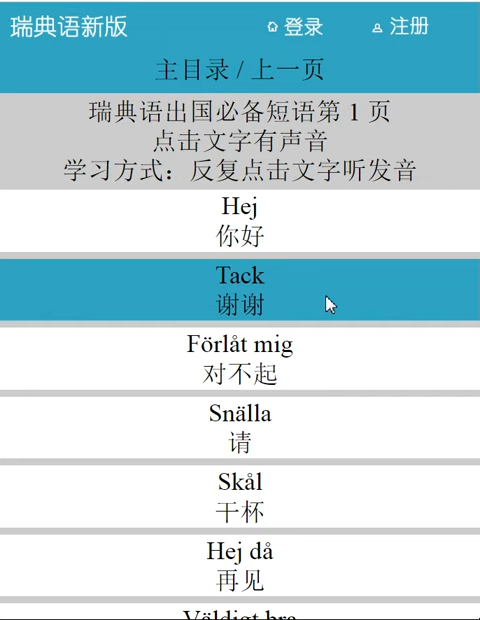 瑞典语新版 登录 注册
主目录 / 上一页
瑞典语出国必备短语第 1 页
点击文字有声音
学习方式：反复点击文字听发音
Hej
你好
Tack
谢谢
Förlåt mig
对不起
Snälla
请
Skål
干杯
Hej då
再见
Väldigt bra